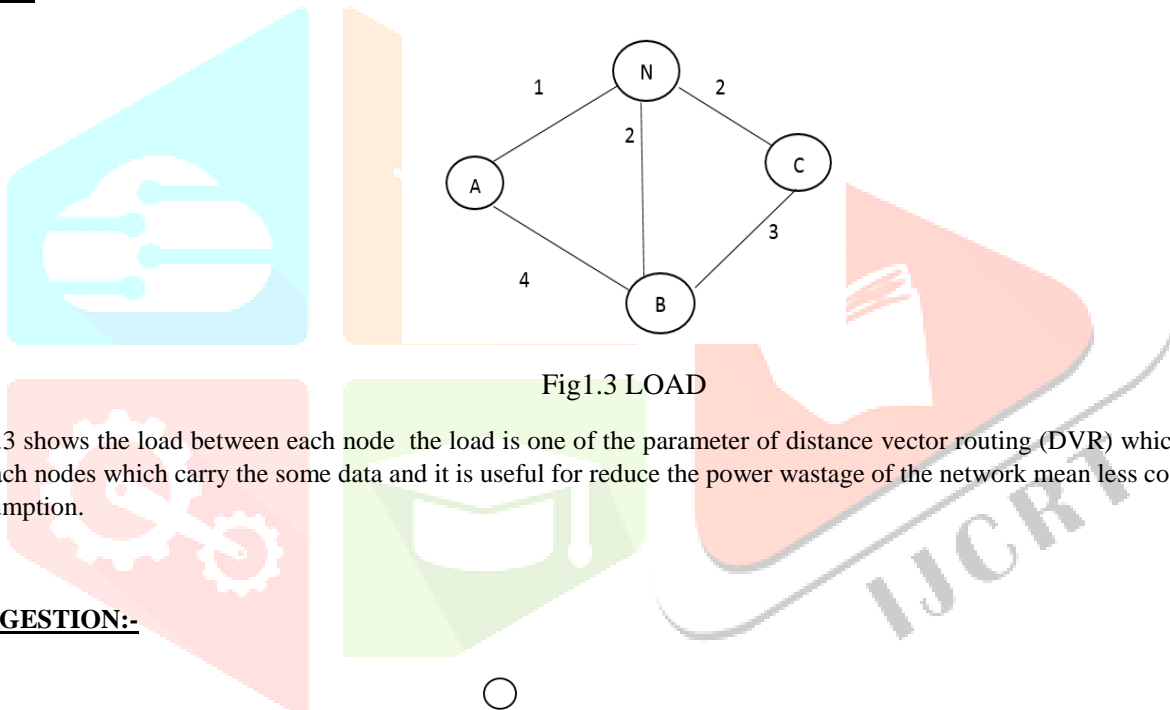 N
1
2
2
C
A
3
4
B
Fig1.3 LOAD
.3 shows the load between each node the load is one of the parameter of distance vector routing (DVR) whic
ach nodes which carry the some data and it is useful for reduce the power wastage of the network mean less co
umption.
IJCRT
GESTION:-